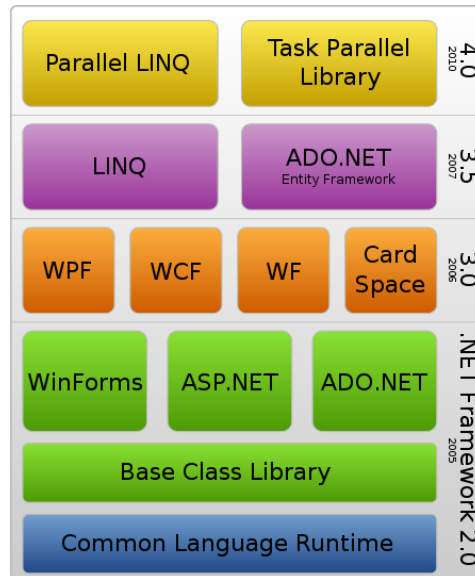 Parallel LINQ
Task Parallel
Library
4.0
2010
LINQ
ADO.NET
Entity Framework
3.5
2007
WPF
WCF
WF
Card
Space
3.0
2006
WinForms
ASP.NET
ADO.NET
Base Class Library
Common Language Runtime
.NET Framework 2.0
2005